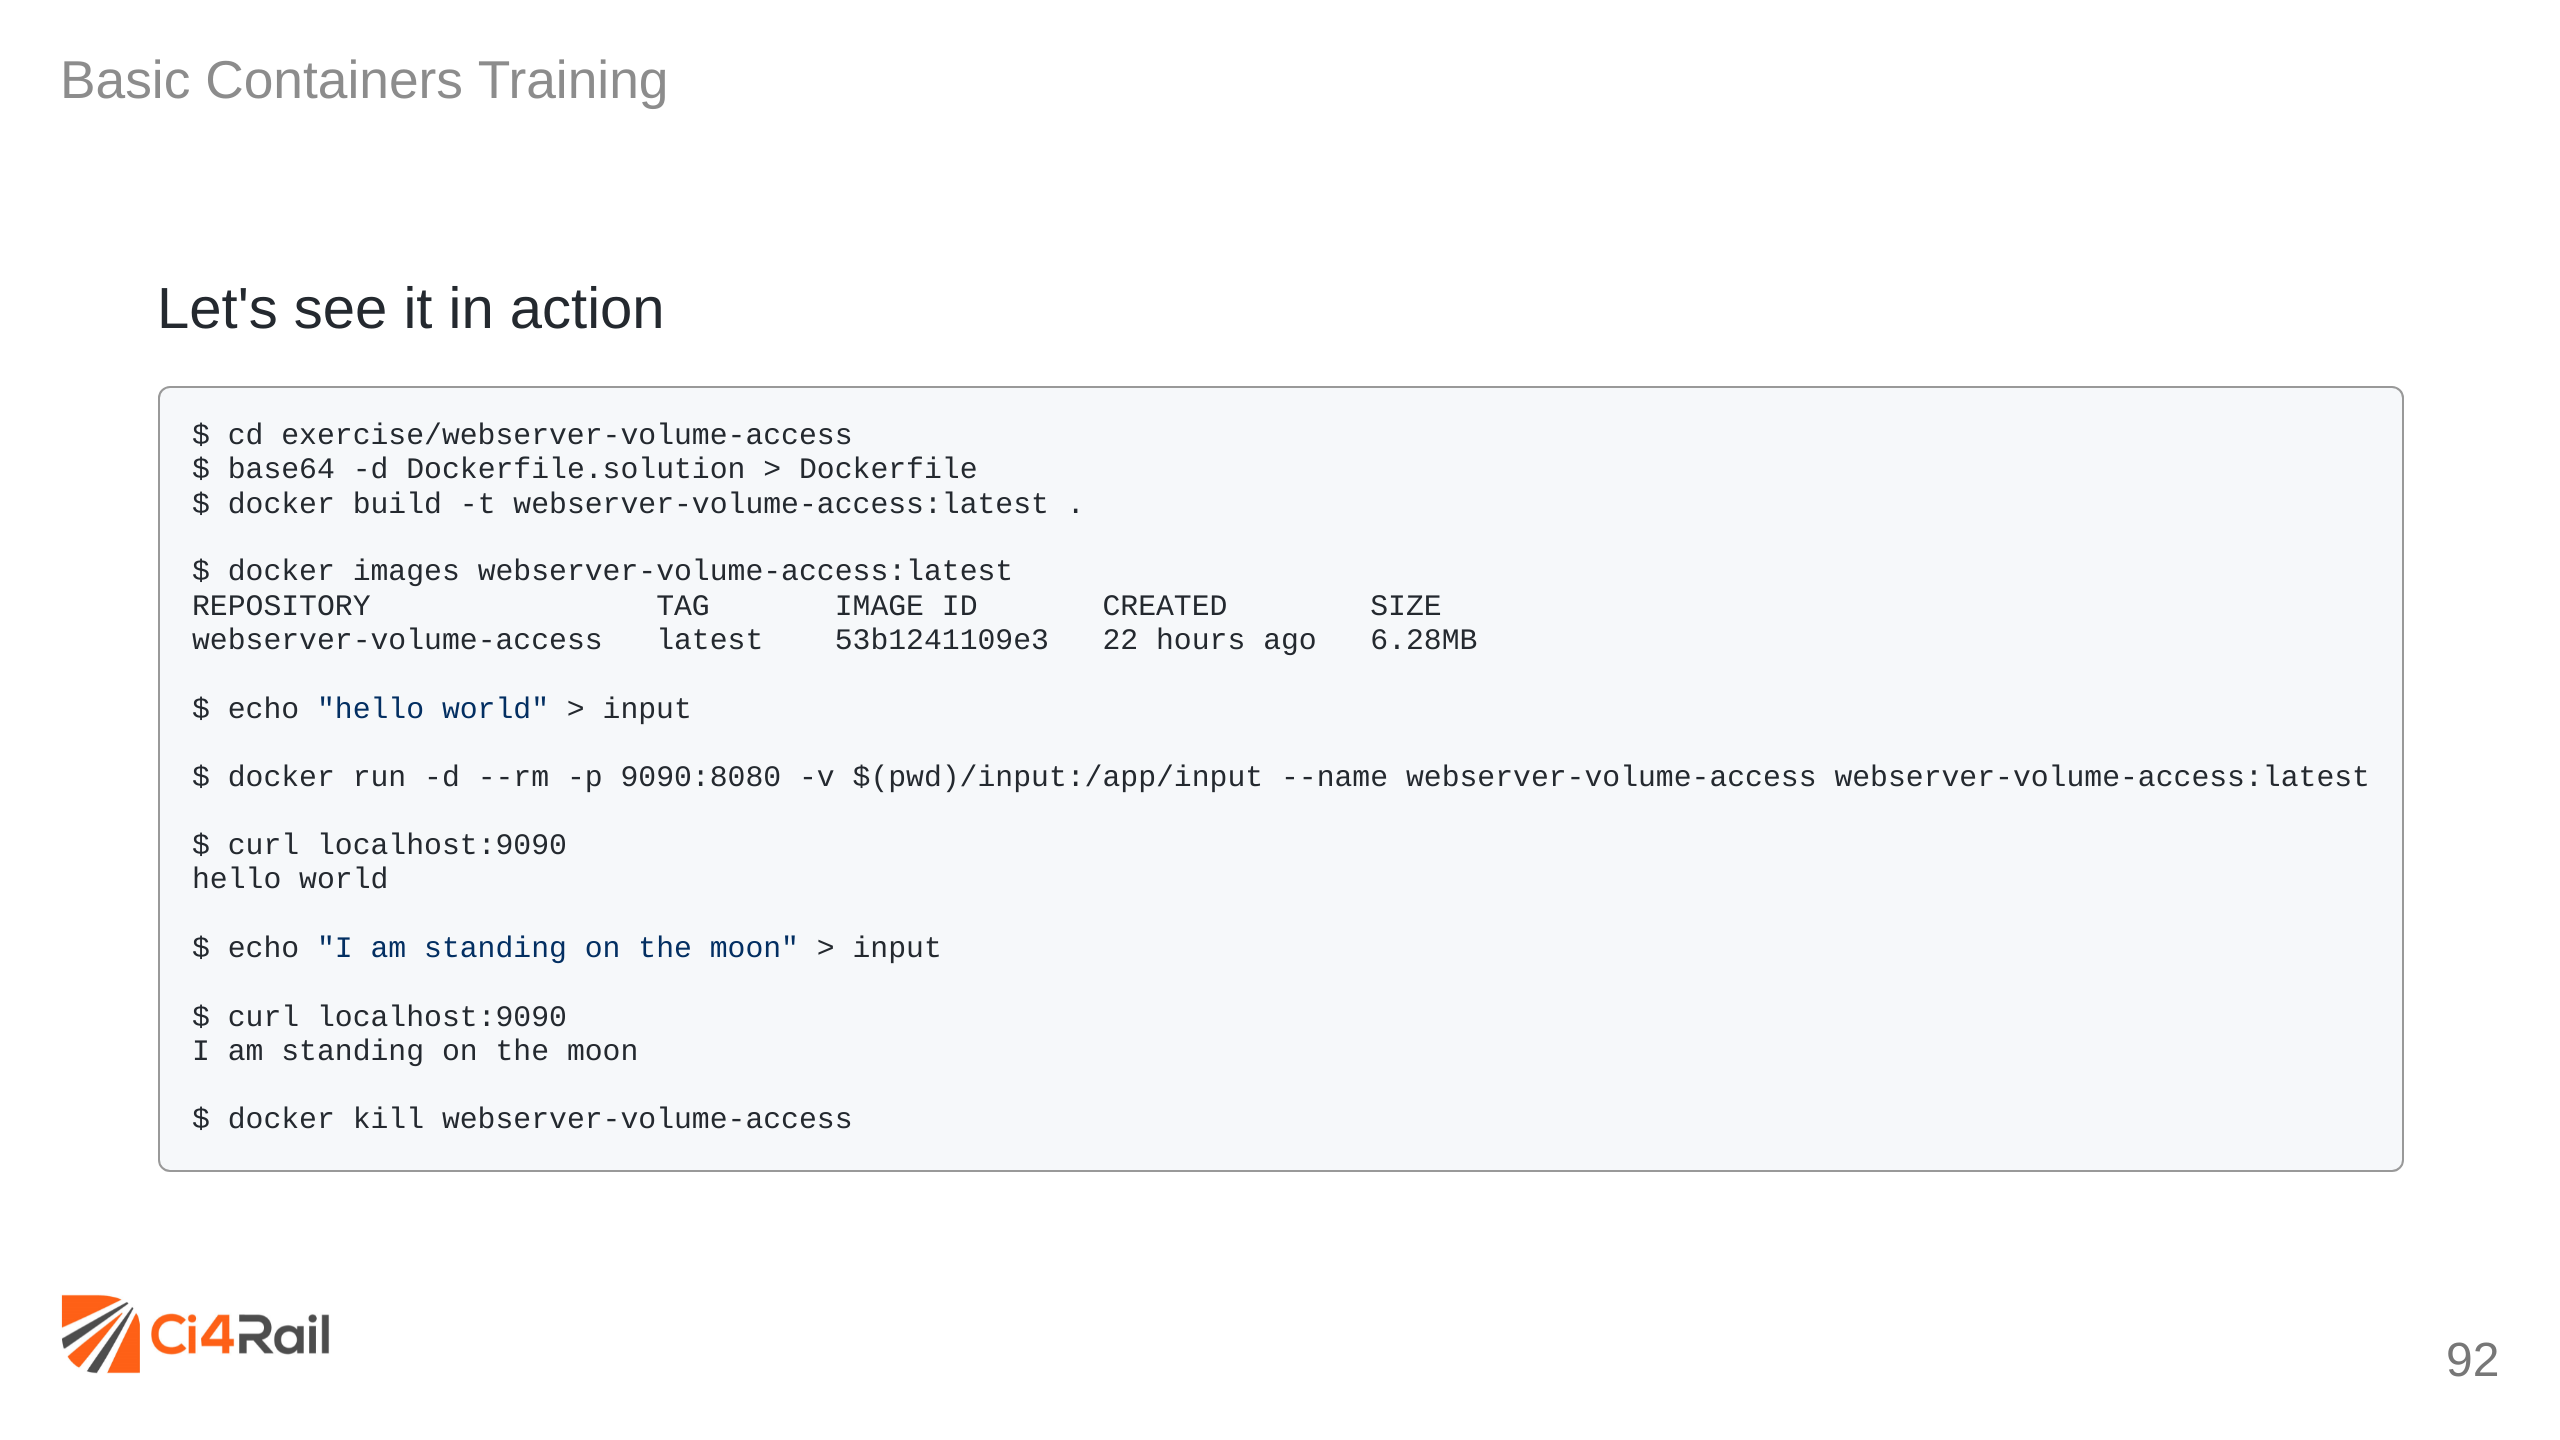 Basic Containers Training
Let's see it in action
$ cd exercise/webserver-volume-access
$ base64 -d Dockerfile.solution > Dockerfile
$ docker build -t webserver-volume-access:latest .
$ docker images webserver-volume-access:latest
REPOSITORY                TAG       IMAGE ID       CREATED        SIZE
webserver-volume-access   latest    53b1241109e3   22 hours ago   6.28MB
$ echo "hello world" > input
$ docker run -d --rm -p 9090:8080 -v $(pwd)/input:/app/input --name webserver-volume-access webserver-volume-access:latest
$ curl localhost:9090
hello world
$ echo "I am standing on the moon" > input
$ curl localhost:9090
I am standing on the moon
$ docker kill webserver-volume-access
Ci4Rail
92